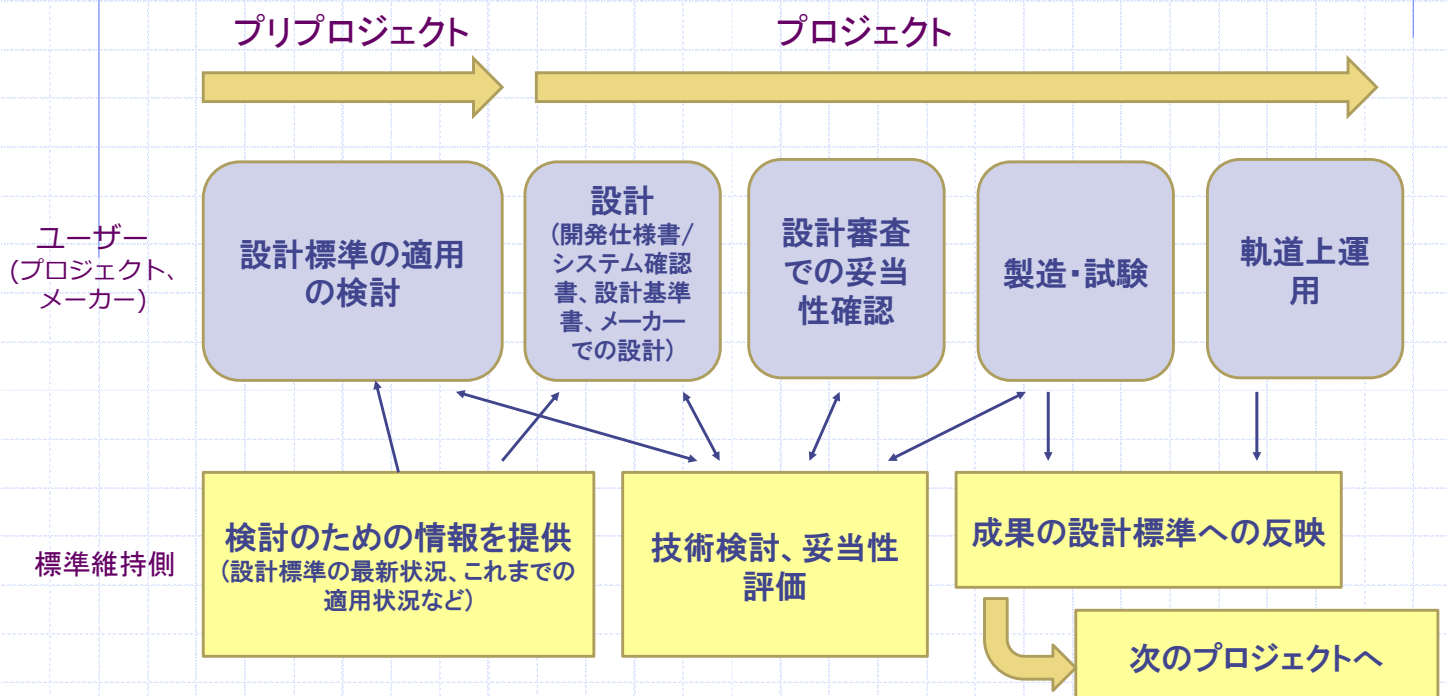 プリプロジェクト
プロジェクト
ユーザー
(プロジェクト、
メーカー)
設計標準の適用
の検討
設計
(開発仕様書/
システム確認
書、設計基準
書、メーカー
での設計)
設計審査
での妥当
性確認
製造・試験
軌道上運
用
標準維持側
検討のための情報を提供
(設計標準の最新状況、これまでの
適用状況など)
技術検討、妥当性
評価
成果の設計標準への反映
次のプロジェクトへ